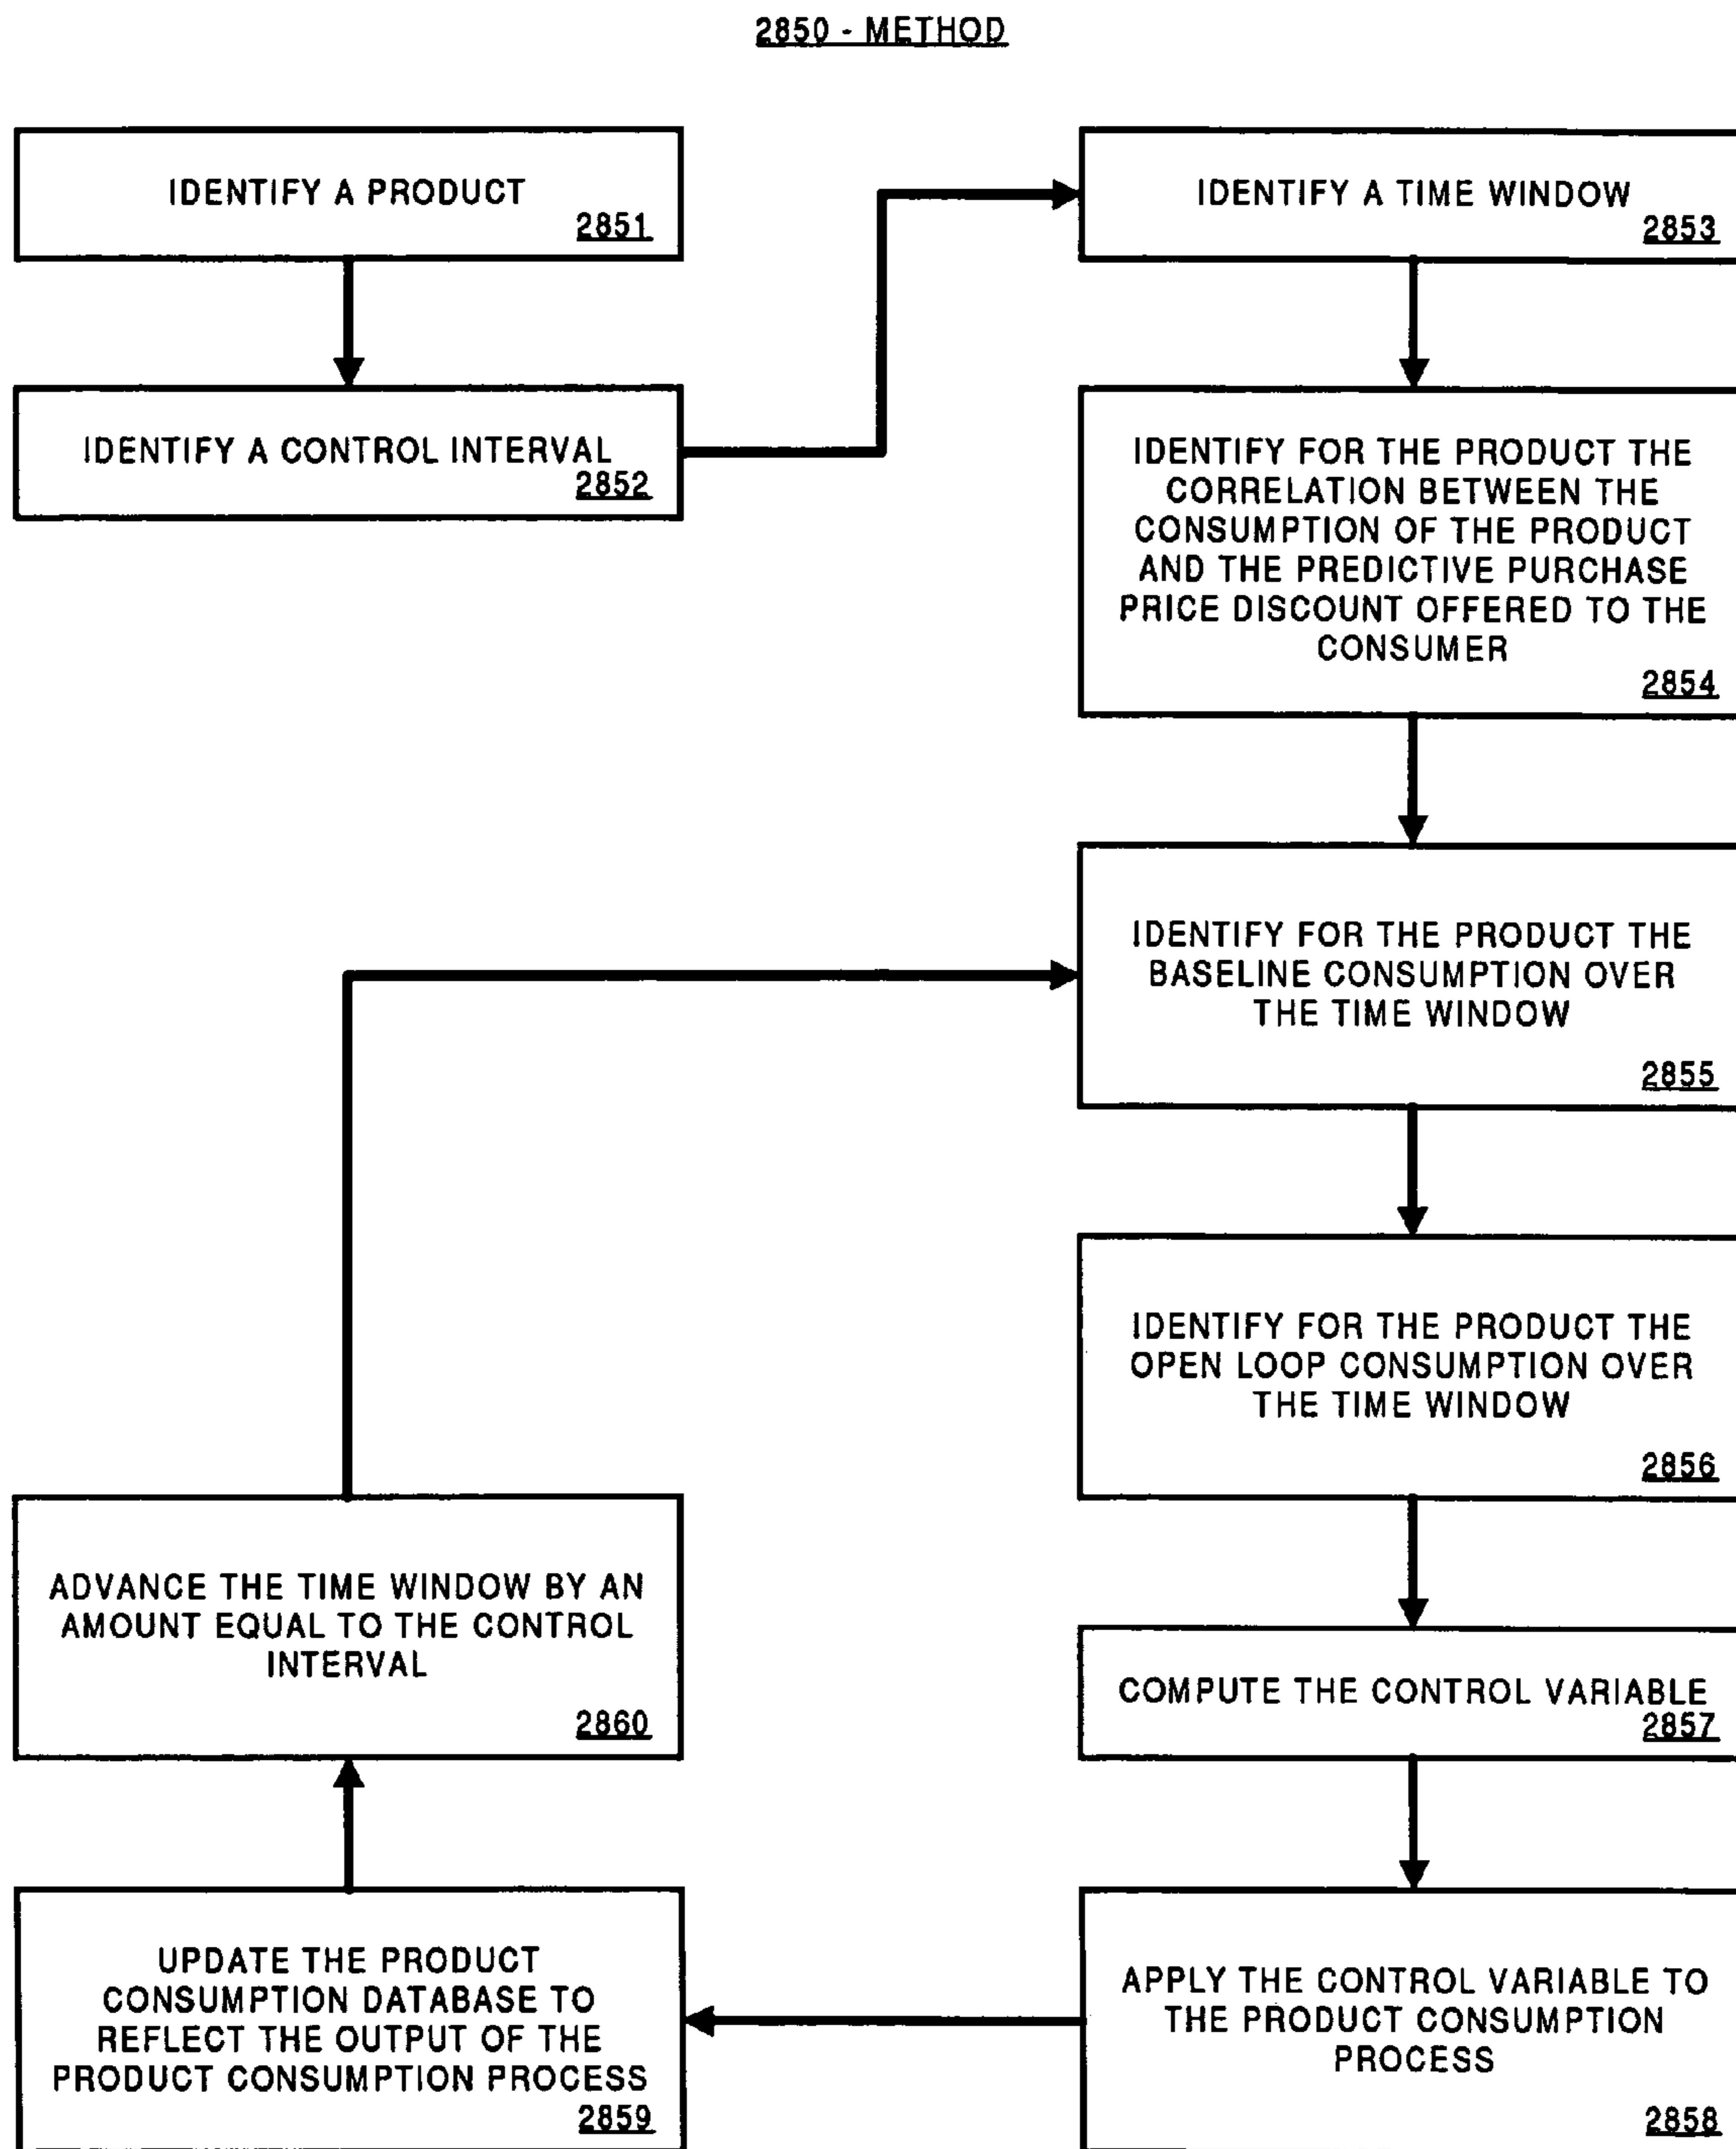 2850 - METHOD
IDENTIFY A PRODUCT
2851
IDENTIFY A CONTROL INTERVAL
2852
IDENTIFY A TIME WINDOW
2853
IDENTIFY FOR THE PRODUCT THE
CORRELATION BETWEEN THE
CONSUMPTION OF THE PRODUCT
AND THE PREDICTIVE PURCHASE
PRICE DISCOUNT OFFERED TO THE
CONSUMER
2854
IDENTIFY FOR THE PRODUCT THE
BASELINE CONSUMPTION OVER
THE TIME WINDOW
2855
IDENTIFY FOR THE PRODUCT THE
OPEN LOOP CONSUMPTION OVER
THE TIME WINDOW
2856
COMPUTE THE CONTROL VARIABLE
2857
APPLY THE CONTROL VARIABLE TO
THE PRODUCT CONSUMPTION
PROCESS
2858
UPDATE THE PRODUCT
CONSUMPTION DATABASE TO
REFLECT THE OUTPUT OF THE
PRODUCT CONSUMPTION PROCESS
2859
ADVANCE THE TIME WINDOW BY AN
AMOUNT EQUAL TO THE CONTROL
INTERVAL
2860